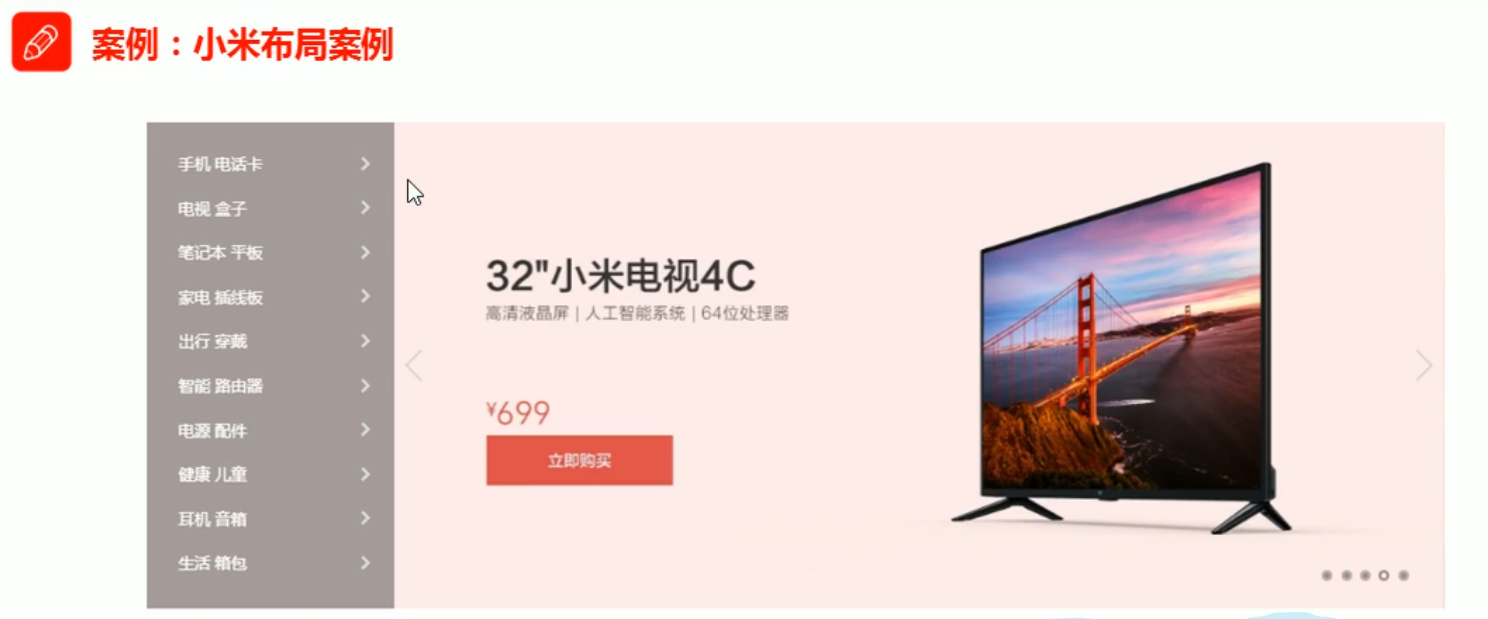 案例：小米布局案例
手机 电话卡
电视 盒子
笔记本 平板
家电 插线板
出行 穿戴
智能 路由器
电源 配件
健康 儿童
耳机 音箱
生活 箱包
32"小米电视4C
高清液晶屏 | 人工智能系统 | 64位处理器
¥699
立即购买